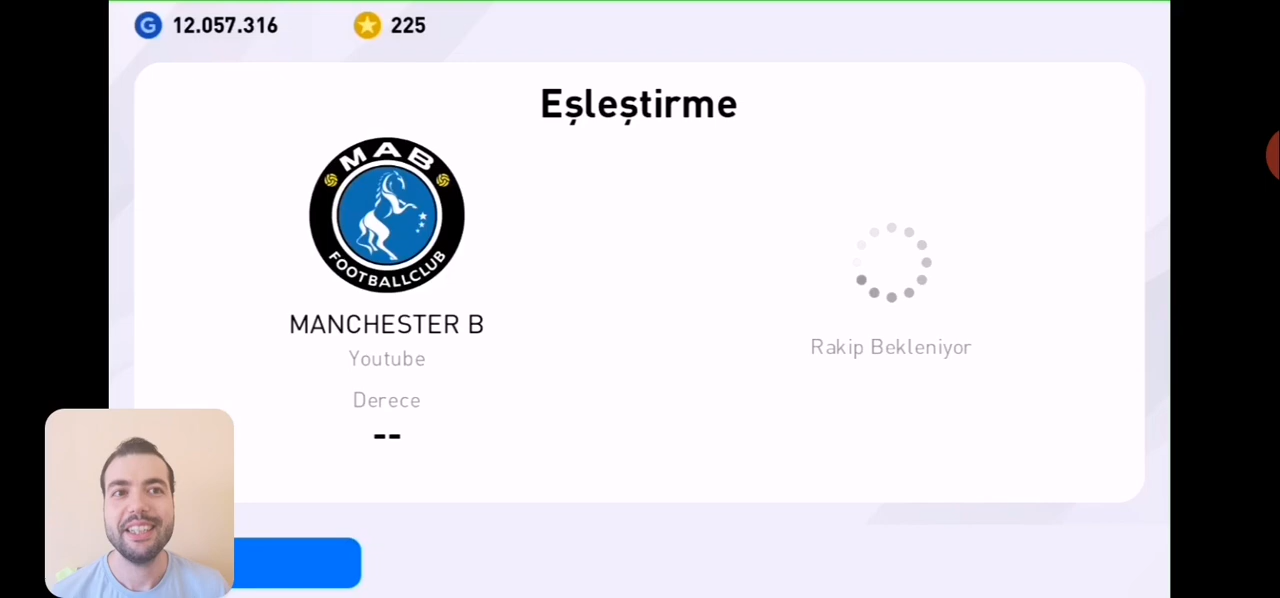 G 12.057.316 225
Eşleştirme
MAB
FOOTBALLCLUB
MANCHESTER B
Youtube
Derece
--
Rakip Bekleniyor